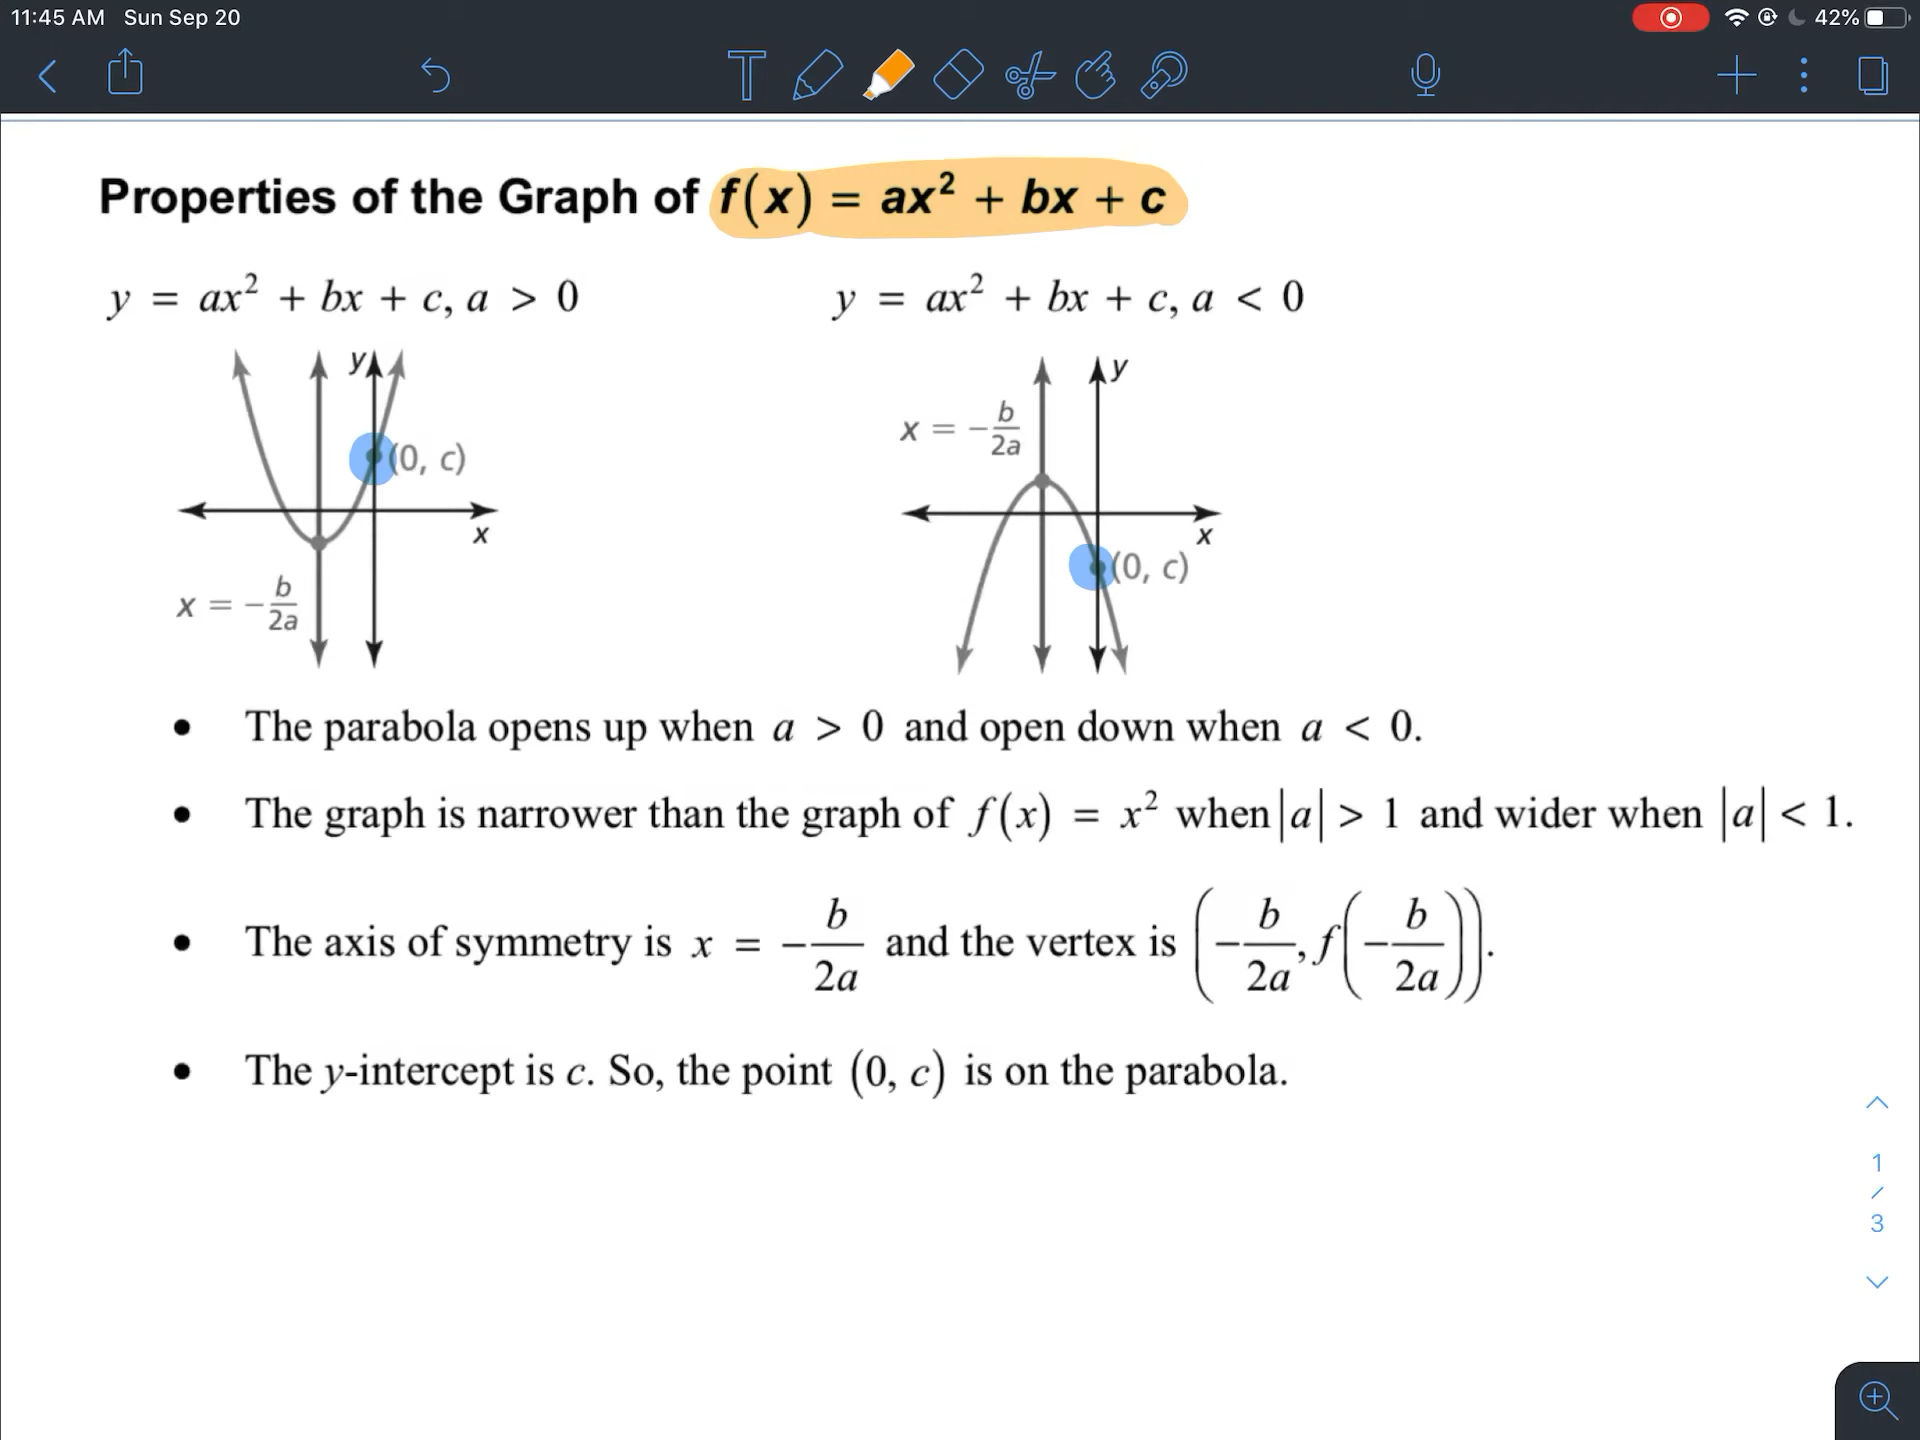 11:45 AM Sun Sep 20
42%
Properties of the Graph of f(x) = ax² + bx + c
y = ax² + bx + c, a > 0
y = ax² + bx + c, a < 0
y
(0, c)
x
x = -b/2a
y
x = -b/2a
x
(0, c)
• The parabola opens up when a > 0 and open down when a < 0.
• The graph is narrower than the graph of f(x) = x² when |a| > 1 and wider when |a| < 1.
• The axis of symmetry is x = -b/2a and the vertex is (-b/2a, f(-b/2a)).
• The y-intercept is c. So, the point (0, c) is on the parabola.
1
/
3